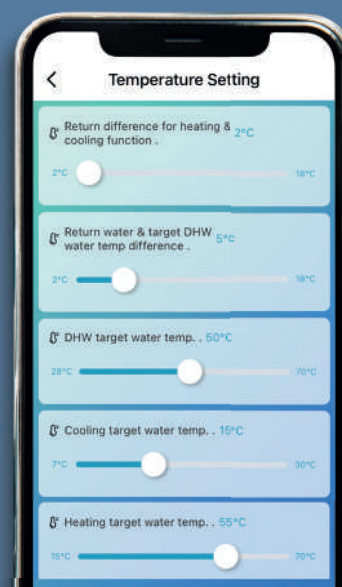 Temperature Setting
Return difference for heating & 2°C
cooling function .
2°C 18°C
Return water & target DHW 5°C
water temp difference .
2°C 18°C
DHW target water temp. . 50°C
28°C 70°C
Cooling target water temp. . 15°C
7°C 30°C
Heating target water temp. . 55°C
15°C 70°C